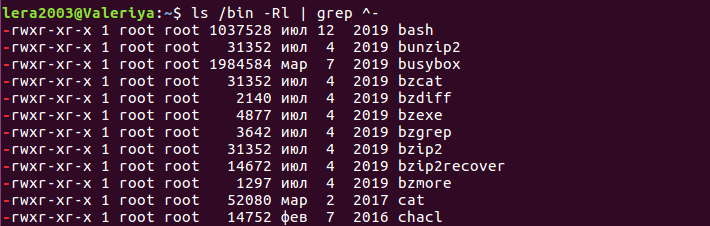 lera2003@Valeriya:~$ ls /bin -Rl | grep ^-
-rwxr-xr-x 1 root root 1037528 июл 12  2019 bash
-rwxr-xr-x 1 root root   31352 июл  4  2019 bunzip2
-rwxr-xr-x 1 root root 1984584 мар  7  2019 busybox
-rwxr-xr-x 1 root root   31352 июл  4  2019 bzcat
-rwxr-xr-x 1 root root    2140 июл  4  2019 bzdiff
-rwxr-xr-x 1 root root    4877 июл  4  2019 bzexe
-rwxr-xr-x 1 root root    3642 июл  4  2019 bzgrep
-rwxr-xr-x 1 root root   31352 июл  4  2019 bzip2
-rwxr-xr-x 1 root root   14672 июл  4  2019 bzip2recover
-rwxr-xr-x 1 root root    1297 июл  4  2019 bzmore
-rwxr-xr-x 1 root root   52080 мар  2  2017 cat
-rwxr-xr-x 1 root root   14752 фев  7  2016 chacl